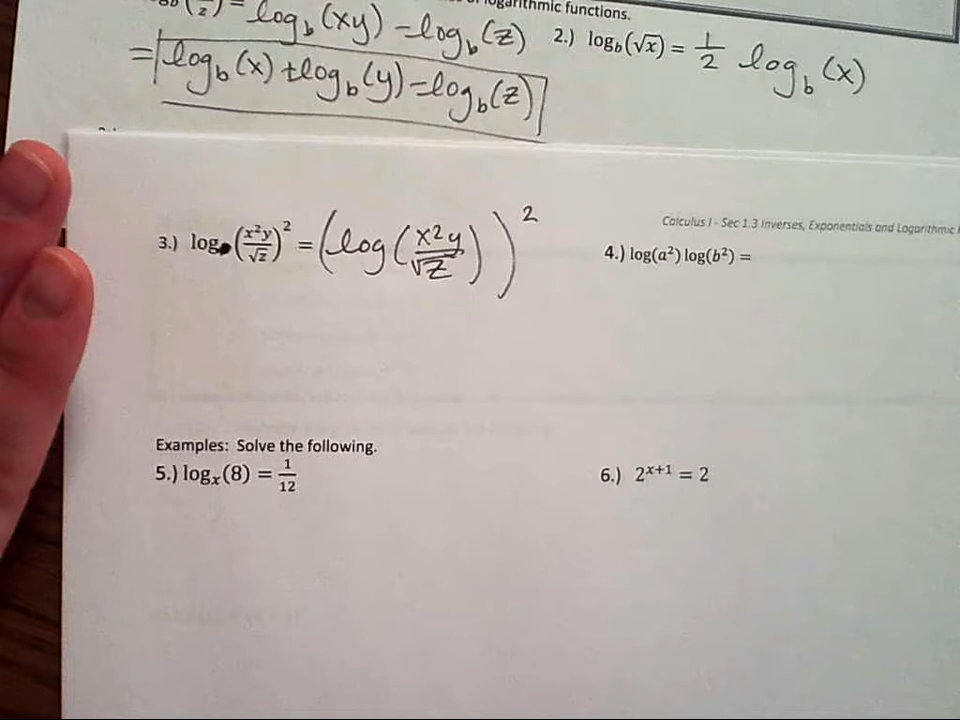 (z) = log_b (xy) - log_b (z)
= log_b (x) + log_b (y) - log_b (z)
logarithmic functions.
2.) log_b(√x) = 1/2 log_b (x)
Calculus I - Sec 1.3 Inverses, Exponentials and Logarithmic
3.) log (x²y/√z)² = (log (x²y/√z))²
4.) log(a²) log(b²) =
Examples: Solve the following.
5.) logₓ(8) = 1/12
6.) 2ˣ⁺¹ = 2